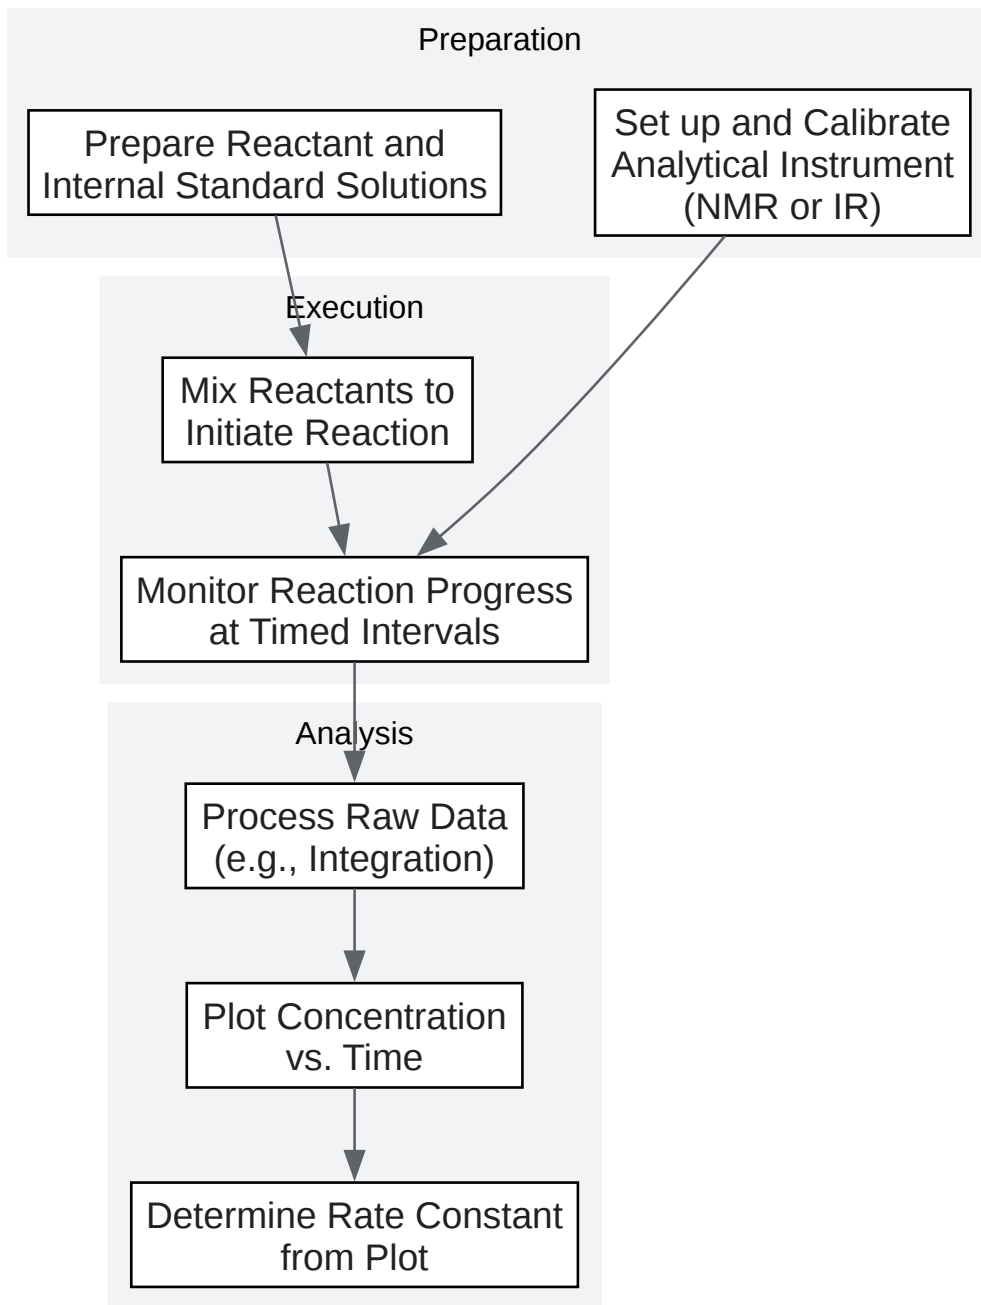 Preparation
Prepare Reactant and
Internal Standard Solutions
Set up and Calibrate
Analytical Instrument
(NMR or IR)
Execution
Mix Reactants to
Initiate Reaction
Monitor Reaction Progress
at Timed Intervals
Analysis
Process Raw Data
(e.g., Integration)
Plot Concentration
vs. Time
Determine Rate Constant
from Plot